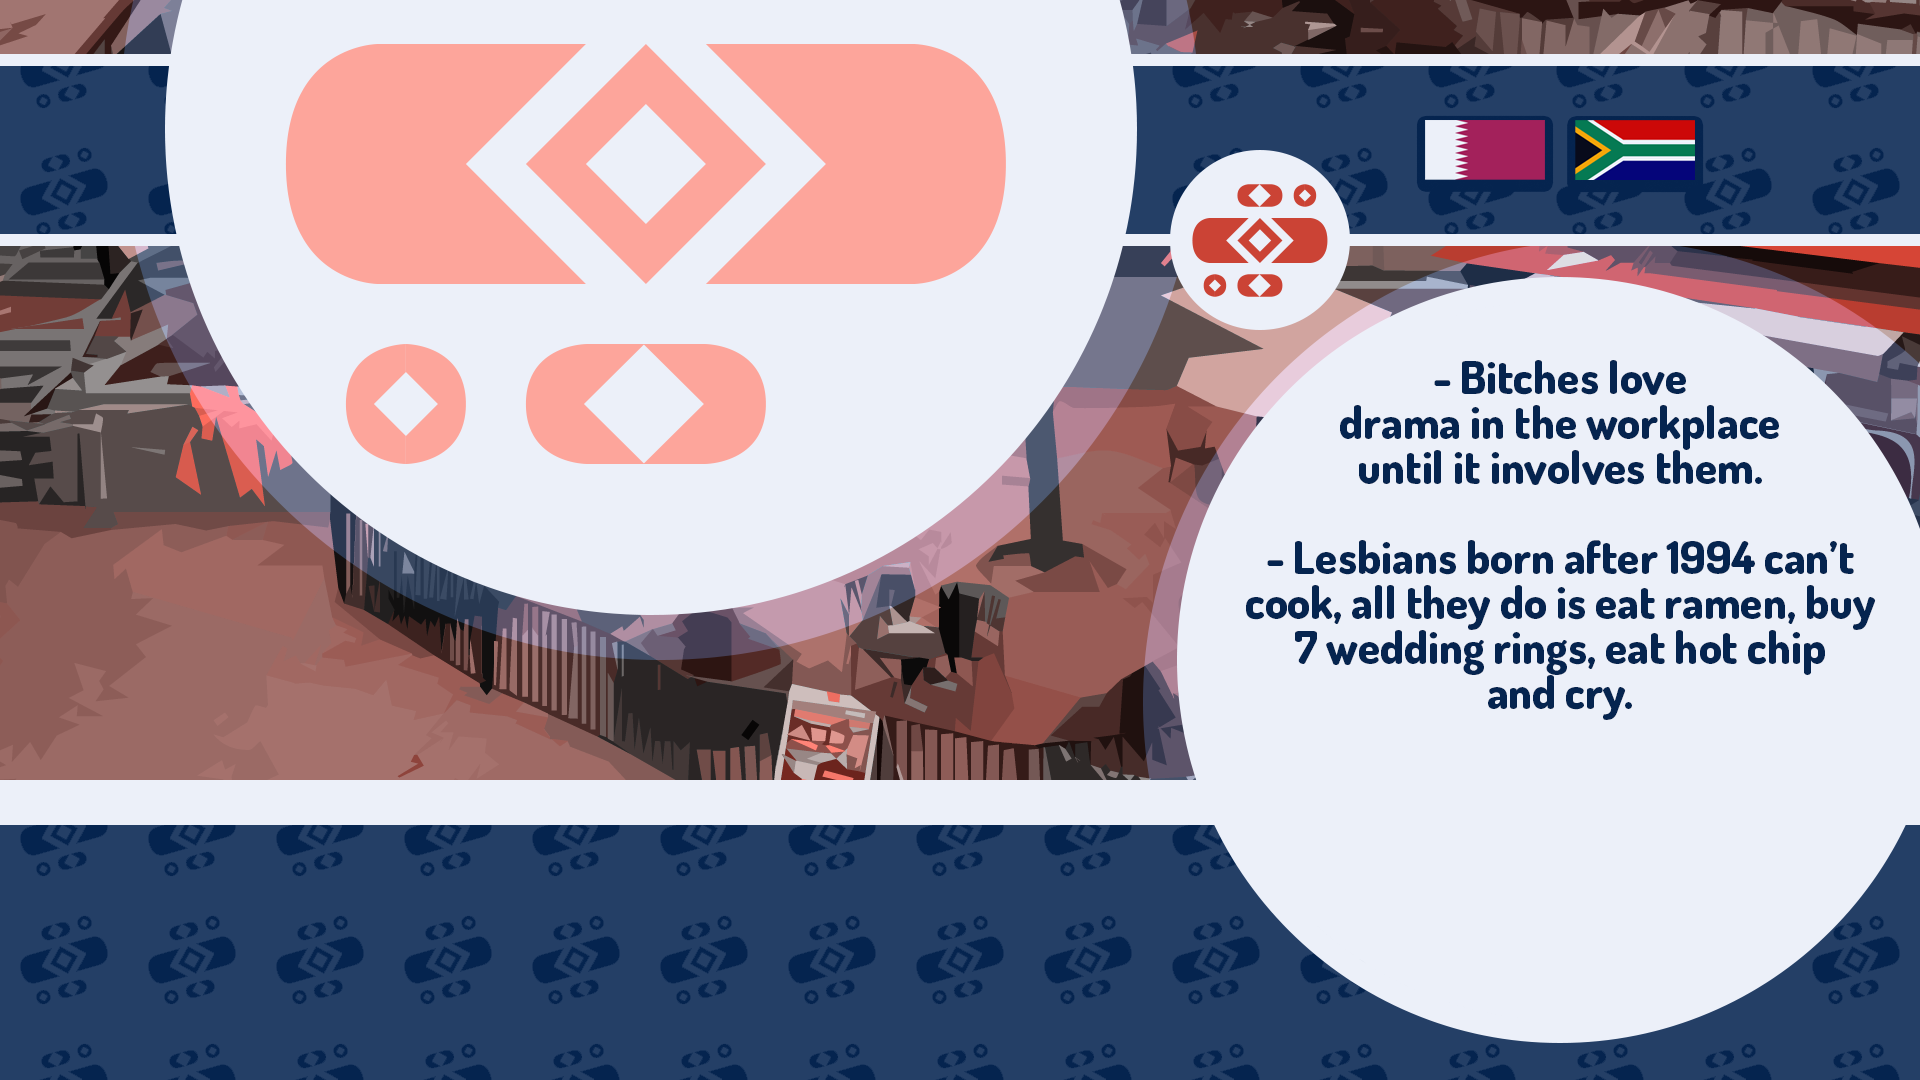 - Bitches love
drama in the workplace
until it involves them.
- Lesbians born after 1994 can't
cook, all they do is eat ramen, buy
7 wedding rings, eat hot chip
and cry.